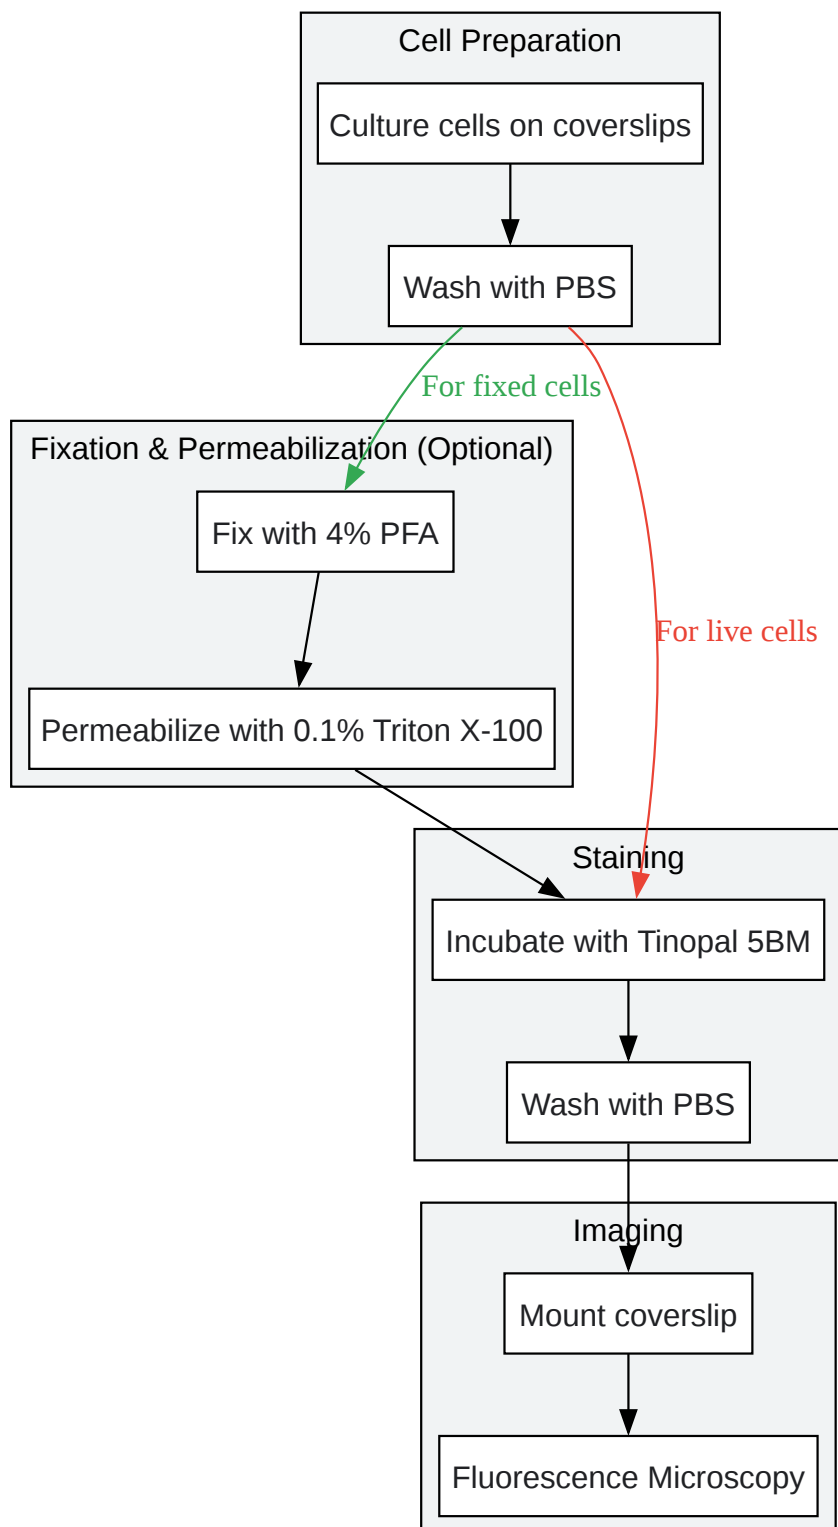 Cell Preparation
Culture cells on coverslips
Wash with PBS
For fixed cells
Fixation & Permeabilization (Optional)
Fix with 4% PFA
For live cells
Permeabilize with 0.1% Triton X-100
Staining
Incubate with Tinopal 5BM
Wash with PBS
Imaging
Mount coverslip
Fluorescence Microscopy